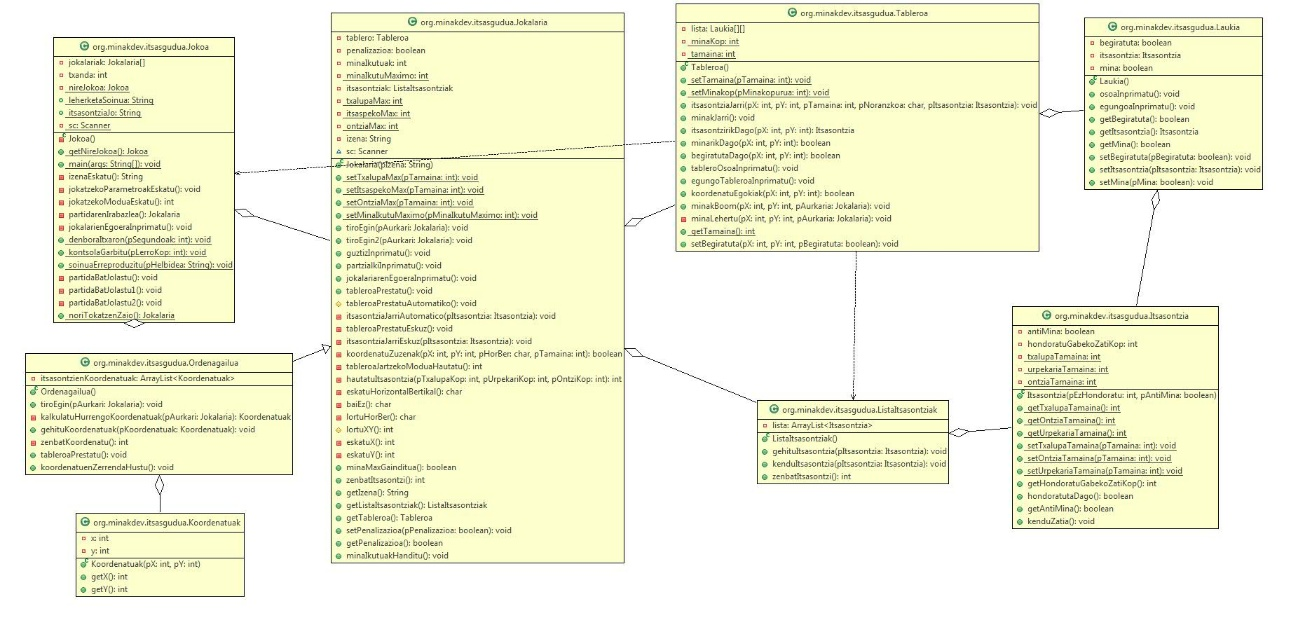 org.minakdev.itsasgudua.Jokoa
jokalariak: Jokalaria[]
txanda: int
nireJokoa: Jokoa
leherketaSoinua: String
itsasontziaJo: String
sc: Scanner
Jokoa()
getNireJokoa(): Jokoa
main(args: String[]): void
izenaEskatu(): String
jokatzekoParametroakEskatu(): void
jokatzekoModuaEskatu(): int
partidarenIrabazlea(): Jokalaria
jokalarienEgoeraInprimatu(): void
denboraItxaron(pSegundoak: int): void
kontsolaGarbitu(pLerroKop: int): void
soinuaErreproduzitu(pHelbidea: String): void
partidaBatJolastu(): void
partidaBatJolastu1(): void
partidaBatJolastu2(): void
noriTokatzenZaio(): Jokalaria
org.minakdev.itsasgudua.Ordenagailua
itsasontzienKoordenatuak: ArrayList<Koordenatuak>
Ordenagailua()
tiroEgin(pAurkari: Jokalaria): void
kalkulatuHurrengoKoordenatuak(pAurkari: Jokalaria): Koordenatuak
gehituKoordenatuak(pKoordenatuak: Koordenatuak): void
zenbatKoordenatu(): int
tableroaPrestatu(): void
koordenatuenZerrendaHustu(): void
org.minakdev.itsasgudua.Koordenatuak
x: int
y: int
Koordenatuak(pX: int, pY: int)
getX(): int
getY(): int
org.minakdev.itsasgudua.Jokalaria
tablero: Tableroa
penalizazioa: boolean
minaIkutuak: int
minaIkutuMaximo: int
itsasontziak: ListaItsasontziak
txalupaMax: int
itsaspekoMax: int
ontziaMax: int
izena: String
sc: Scanner
Jokalaria(pIzena: String)
setTxalupaMax(pTamaina: int): void
setItsaspekoMax(pTamaina: int): void
setOntziaMax(pTamaina: int): void
setMinaIkutuMaximo(pMinaIkutuMaximo: int): void
tiroEgin(pAurkari: Jokalaria): void
tiroEgin2(pAurkari: Jokalaria): void
guztizInprimatu(): void
partzialkiInprimatu(): void
jokalariarenEgoeraInprimatu(): void
tableroaPrestatu(): void
tableroaPrestatuAutomatiko(): void
itsasontziaJarriAutomatico(pItsasontzia: Itsasontzia): void
tableroaPrestatuEskuz(): void
itsasontziaJarriEskuz(pItsasontzia: Itsasontzia): void
koordenatuZuzenak(pX: int, pY: int, pHorBer: char, pTamaina: int): boolean
tableroaJartzekoModuaHautatu(): int
hautatuItsasontzia(pTxalupaKop: int, pUrpekariKop: int, pOntziKop: int): int
eskatuHorizontalBertikal(): char
baiEz(): char
lortuHorBer(): char
lortuXY(): int
eskatuX(): int
eskatuY(): int
minaMaxGainditua(): boolean
zenbatItsasontzi(): int
getIzena(): String
getListaItsasontziak(): ListaItsasontziak
getTableroa(): Tableroa
setPenalizazioa(pPenalizazioa: boolean): void
getPenalizazioa(): boolean
minaIkutuakHanditu(): void
org.minakdev.itsasgudua.Tableroa
lista: Laukia[][]
minaKop: int
tamaina: int
Tableroa()
setTamaina(pTamaina: int): void
setMinakop(pMinakopurua: int): void
itsasontziaJarri(pX: int, pY: int, pTamaina: int, pNoranzkoa: char, pItsasontzia: Itsasontzia): void
minakJarri(): void
itsasontzirikDago(pX: int, pY: int): Itsasontzia
minankDago(pX: int, pY: int): boolean
begiratutaDago(pX: int, pY: int): boolean
tableroOsoaInprimatu(): void
egungoTableroaInprimatu(): void
koordenatuEgokiak(pX: int, pY: int): boolean
minakBoom(pX: int, pY: int, pAurkaria: Jokalaria): void
minaLehertu(pX: int, pY: int, pAurkaria: Jokalaria): void
getTamaina(): int
setBegiratuta(pX: int, pY: int, pBegiratuta: boolean): void
org.minakdev.itsasgudua.ListaItsasontziak
lista: ArrayList<Itsasontzia>
ListaItsasontziak()
gehituItsasontzia(pItsasontzia: Itsasontzia): void
kenduItsasontzia(pItsasontzia: Itsasontzia): void
zenbatItsasontzi(): int
org.minakdev.itsasgudua.Laukia
begiratuta: boolean
itsasontzia: Itsasontzia
mina: boolean
Laukia()
osoaInprimatu(): void
egungoaInprimatu(): void
getBegiratuta(): boolean
getItsasontzia(): Itsasontzia
getMina(): boolean
setBegiratuta(pBegiratuta: boolean): void
setItsasontzia(pItsasontzia: Itsasontzia): void
setMina(pMina: boolean): void
org.minakdev.itsasgudua.Itsasontzia
antiMina: boolean
hondoratuGabekoZatiKop: int
txalupaTamaina: int
urpekariaTamaina: int
ontziaTamaina: int
Itsasontzia(pEzHondoratu: int, pAntiMina: boolean)
getTxalupaTamaina(): int
getOntziaTamaina(): int
getUrpekariaTamaina(): int
setTxalupaTamaina(pTamaina: int): void
setOntziaTamaina(pTamaina: int): void
setUrpekariaTamaina(pTamaina: int): void
getHondoratuGabekoZatiKop(): int
hondoratutaDago(): boolean
getAntiMina(): boolean
kenduZatia(): void